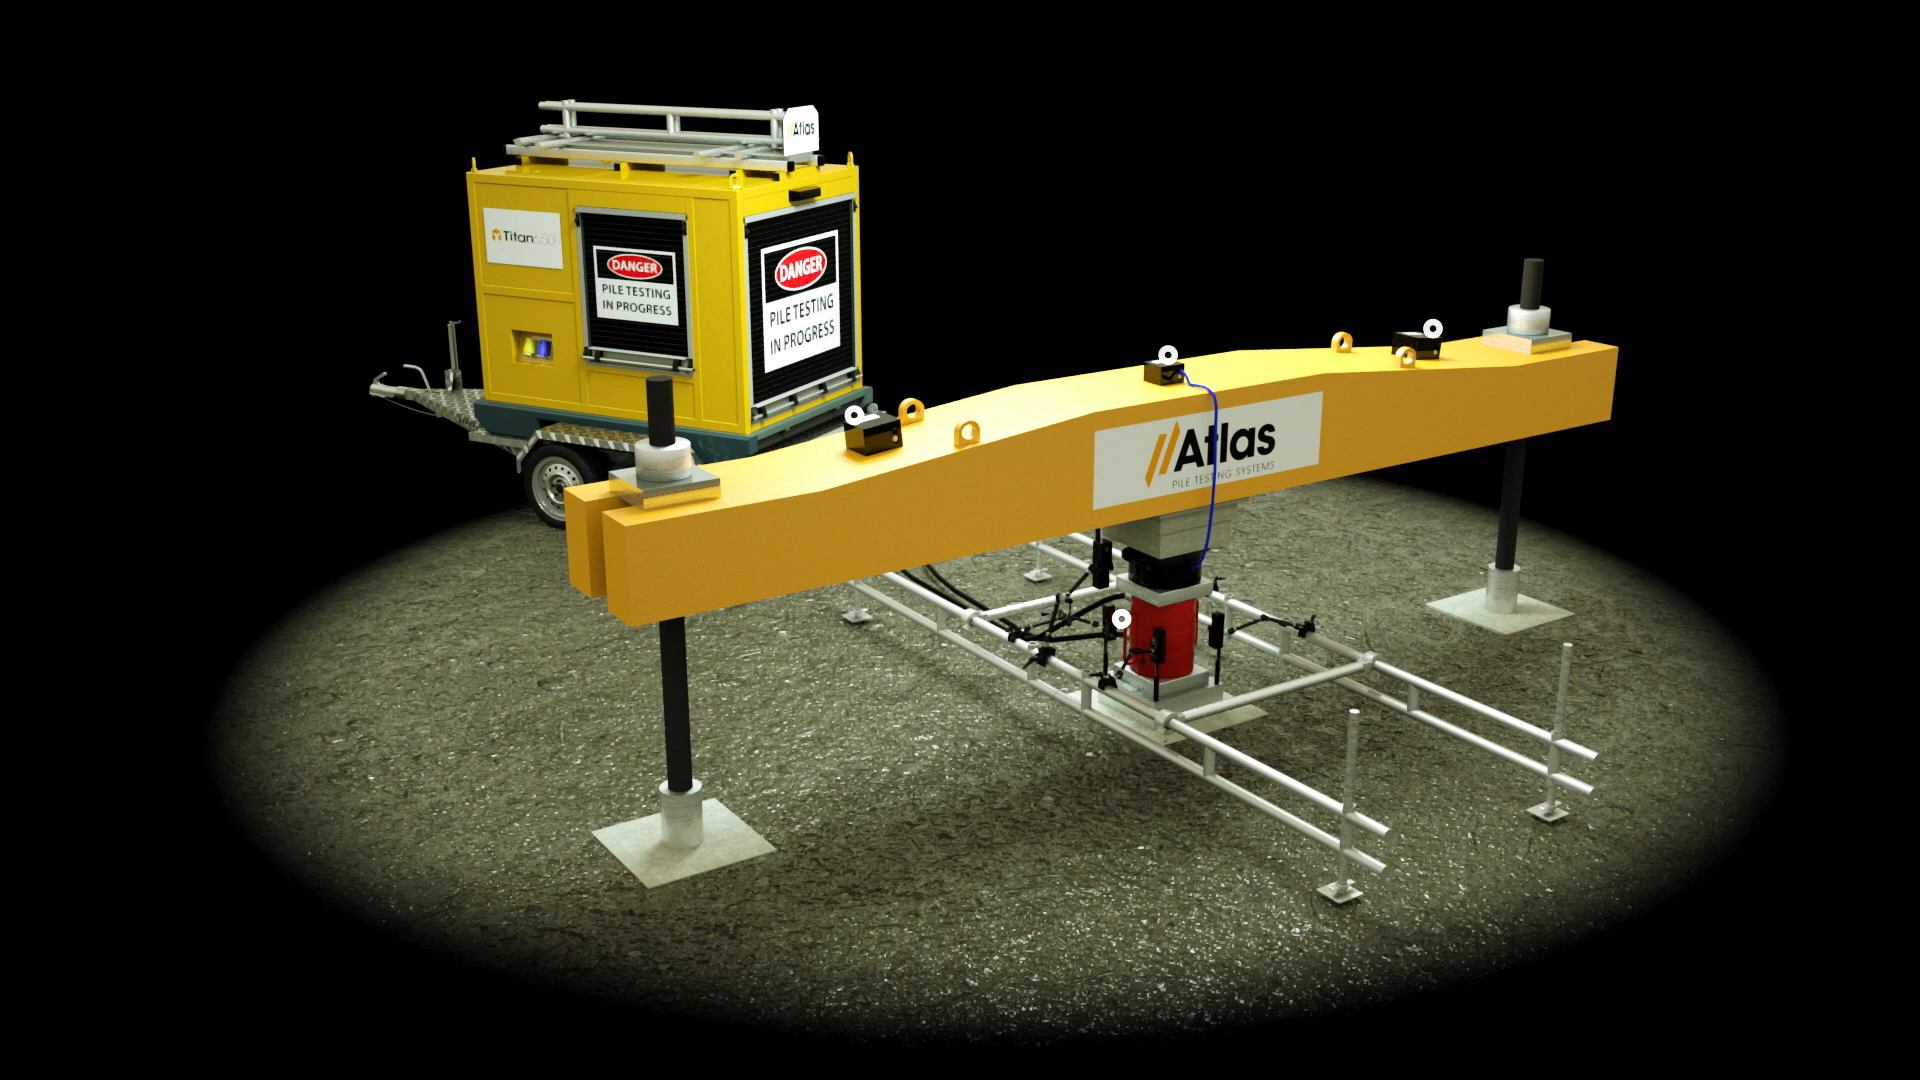 Atlas
Titan650
DANGER
PILE TESTING
IN PROGRESS
DANGER
PILE TESTING
IN PROGRESS
Atlas
PILE TESTING SYSTEMS